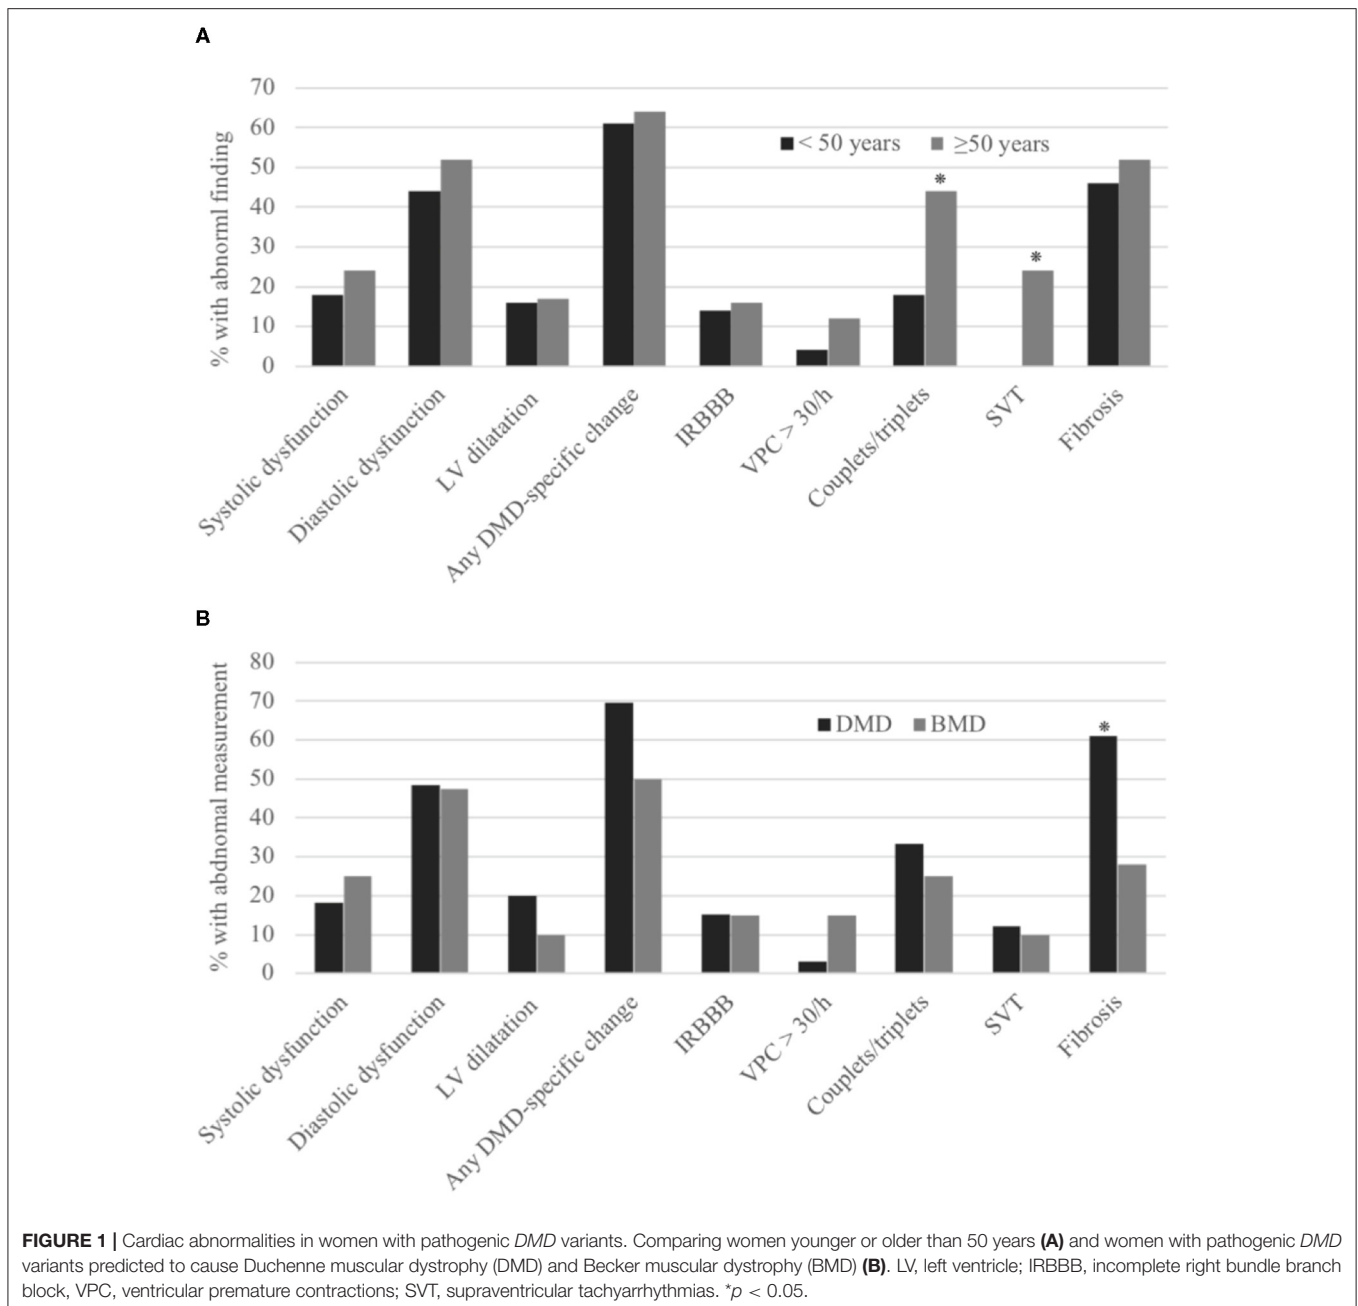 A
70
60
50
40
30
20
10
0
% with abnorml finding
< 50 years
≥50 years
*
*
Systolic dysfunction
Diastolic dysfunction
LV dilatation
Any DMD-specific change
IRBBB
VPC > 30/h
Couplets/triplets
SVT
Fibrosis
B
80
70
60
50
40
30
20
10
0
% with abdnomal measurement
DMD
BMD
*
Systolic dysfunction
Diastolic dysfunction
LV dilatation
Any DMD-specific change
IRBBB
VPC > 30/h
Couplets/triplets
SVT
Fibrosis
FIGURE 1 | Cardiac abnormalities in women with pathogenic DMD variants. Comparing women younger or older than 50 years (A) and women with pathogenic DMD
variants predicted to cause Duchenne muscular dystrophy (DMD) and Becker muscular dystrophy (BMD) (B). LV, left ventricle; IRBBB, incomplete right bundle branch
block, VPC, ventricular premature contractions; SVT, supraventricular tachyarrhythmias. *p < 0.05.